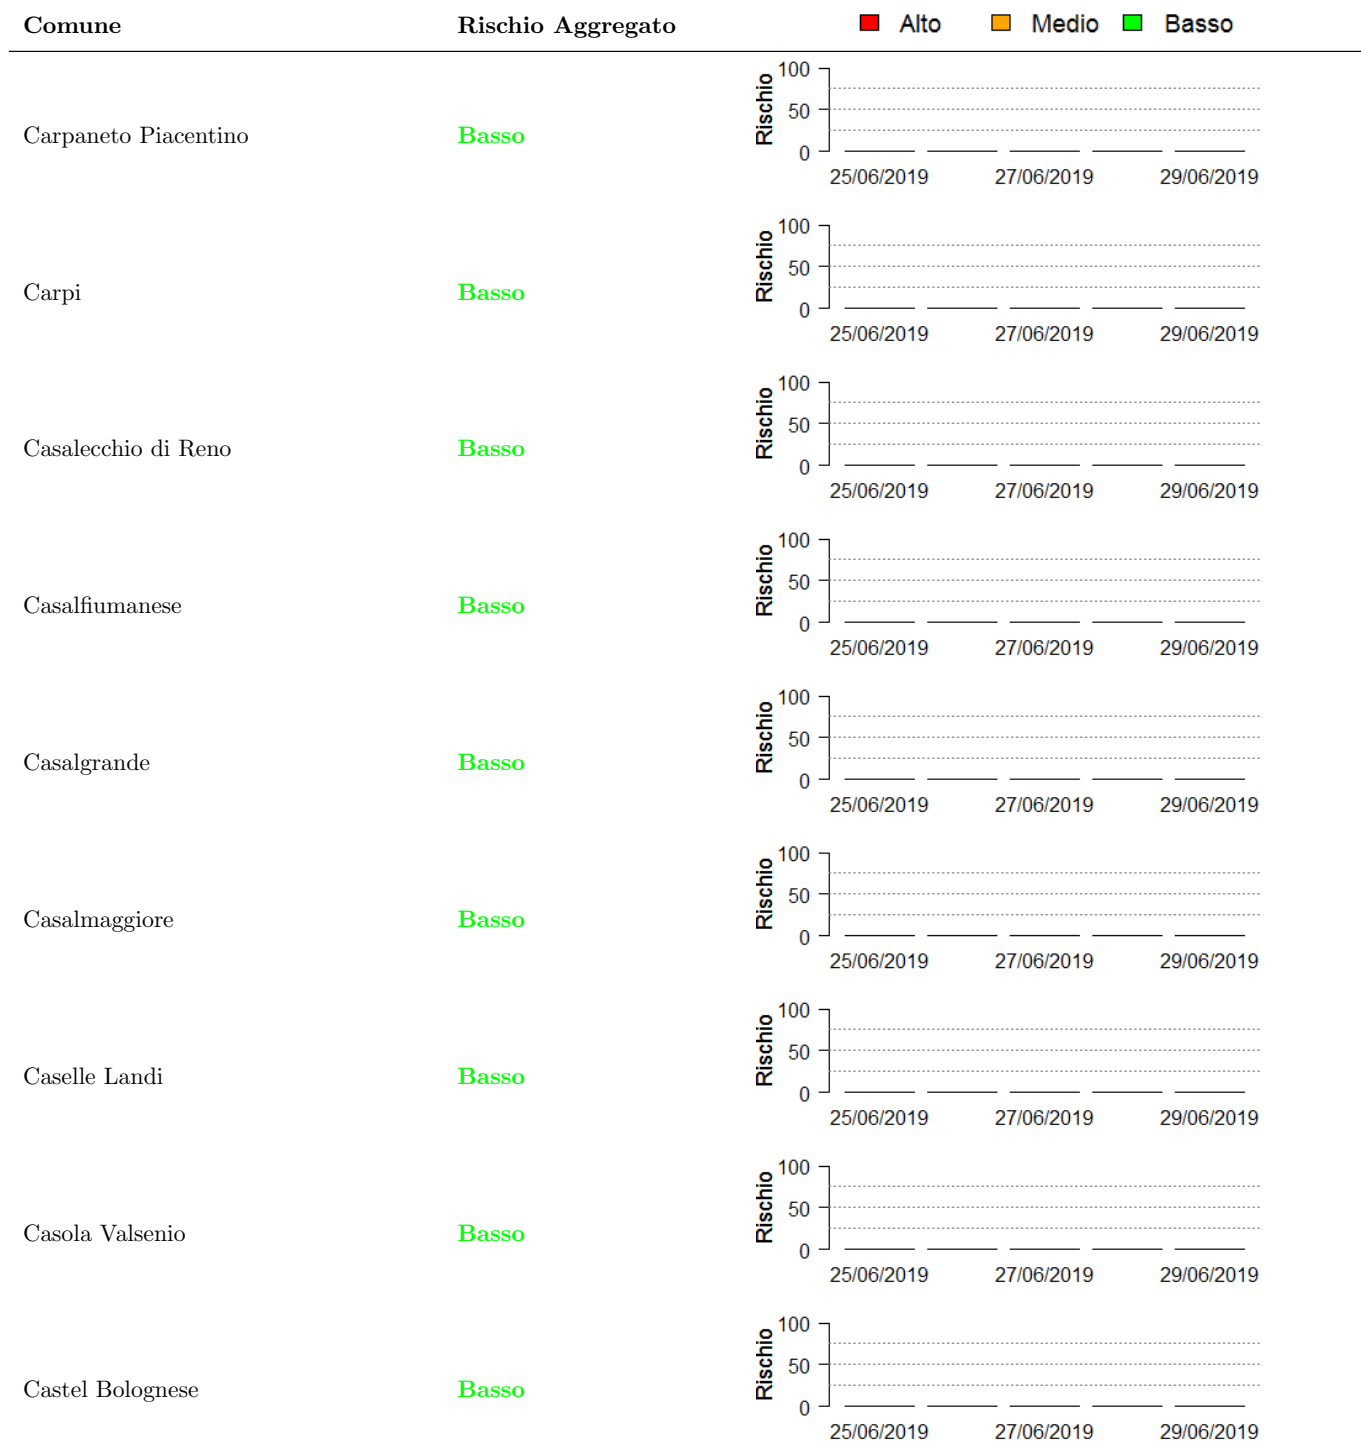 Comune Rischio Aggregato Alto Medio Basso
100
50
0
Rischio
Carpaneto Piacentino Basso
25/06/2019 27/06/2019 29/06/2019
100
50
0
Rischio
Carpi Basso
25/06/2019 27/06/2019 29/06/2019
100
50
0
Rischio
Casalecchio di Reno Basso
25/06/2019 27/06/2019 29/06/2019
100
50
0
Rischio
Casalfiumanese Basso
25/06/2019 27/06/2019 29/06/2019
100
50
0
Rischio
Casalgrande Basso
25/06/2019 27/06/2019 29/06/2019
100
50
0
Rischio
Casalmaggiore Basso
25/06/2019 27/06/2019 29/06/2019
100
50
0
Rischio
Caselle Landi Basso
25/06/2019 27/06/2019 29/06/2019
100
50
0
Rischio
Casola Valsenio Basso
25/06/2019 27/06/2019 29/06/2019
100
50
0
Rischio
Castel Bolognese Basso
25/06/2019 27/06/2019 29/06/2019